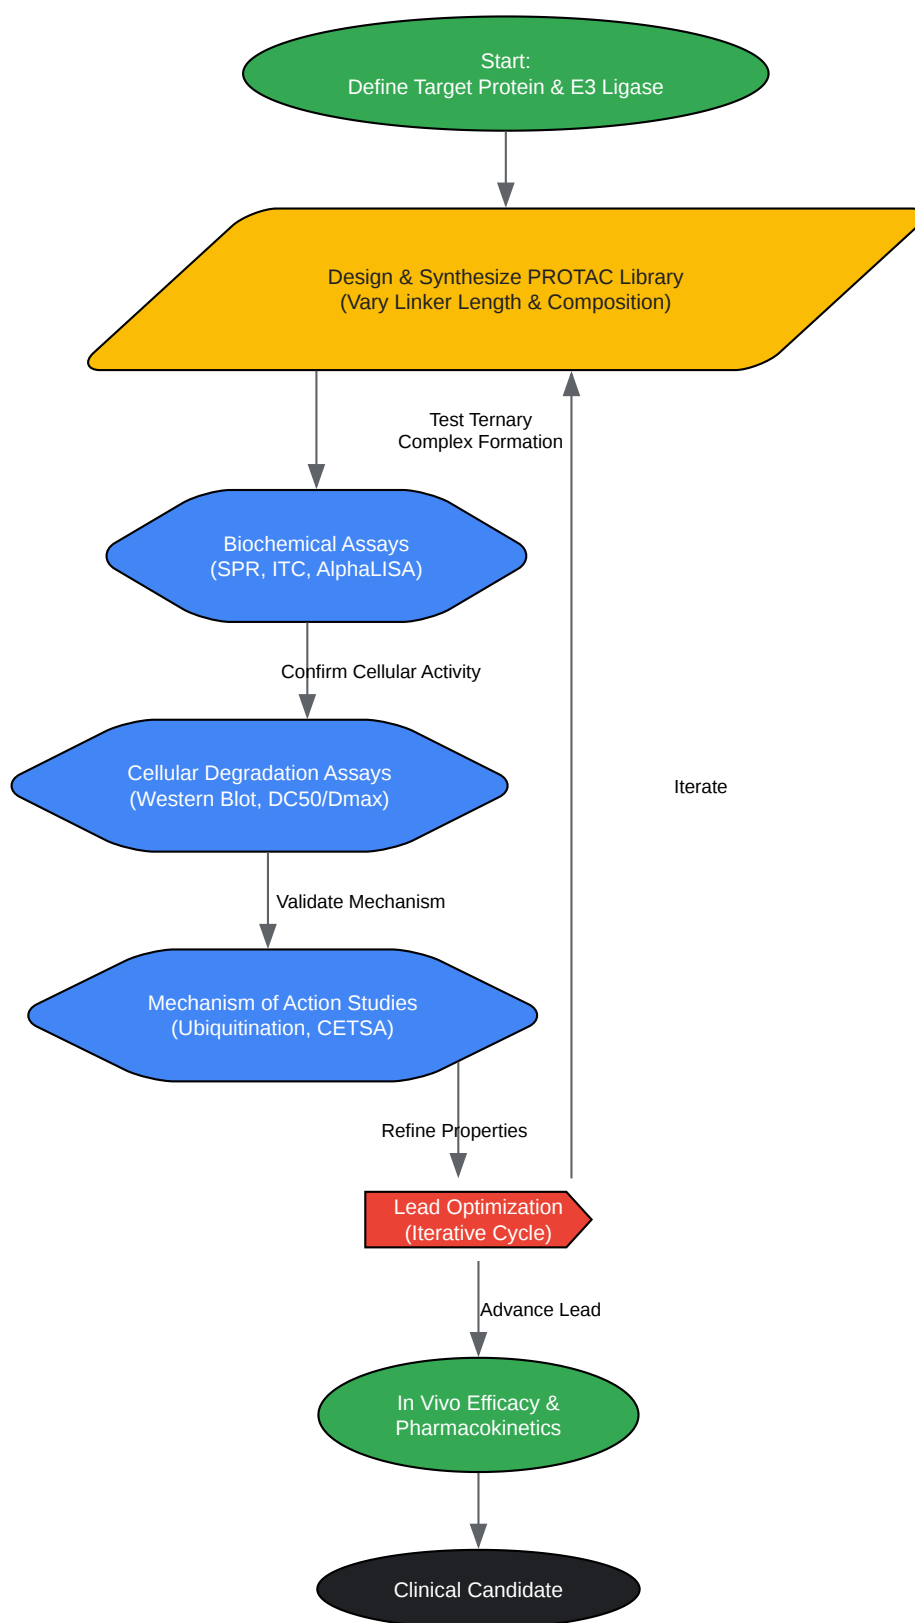 Start:
Define Target Protein & E3 Ligase
Design & Synthesize PROTAC Library
(Vary Linker Length & Composition)
Test Ternary
Complex Formation
Biochemical Assays
(SPR, ITC, AlphaLISA)
Confirm Cellular Activity
Cellular Degradation Assays
(Western Blot, DC50/Dmax)
Iterate
Validate Mechanism
Mechanism of Action Studies
(Ubiquitination, CETSA)
Refine Properties
Lead Optimization
(Iterative Cycle)
Advance Lead
In Vivo Efficacy &
Pharmacokinetics
Clinical Candidate